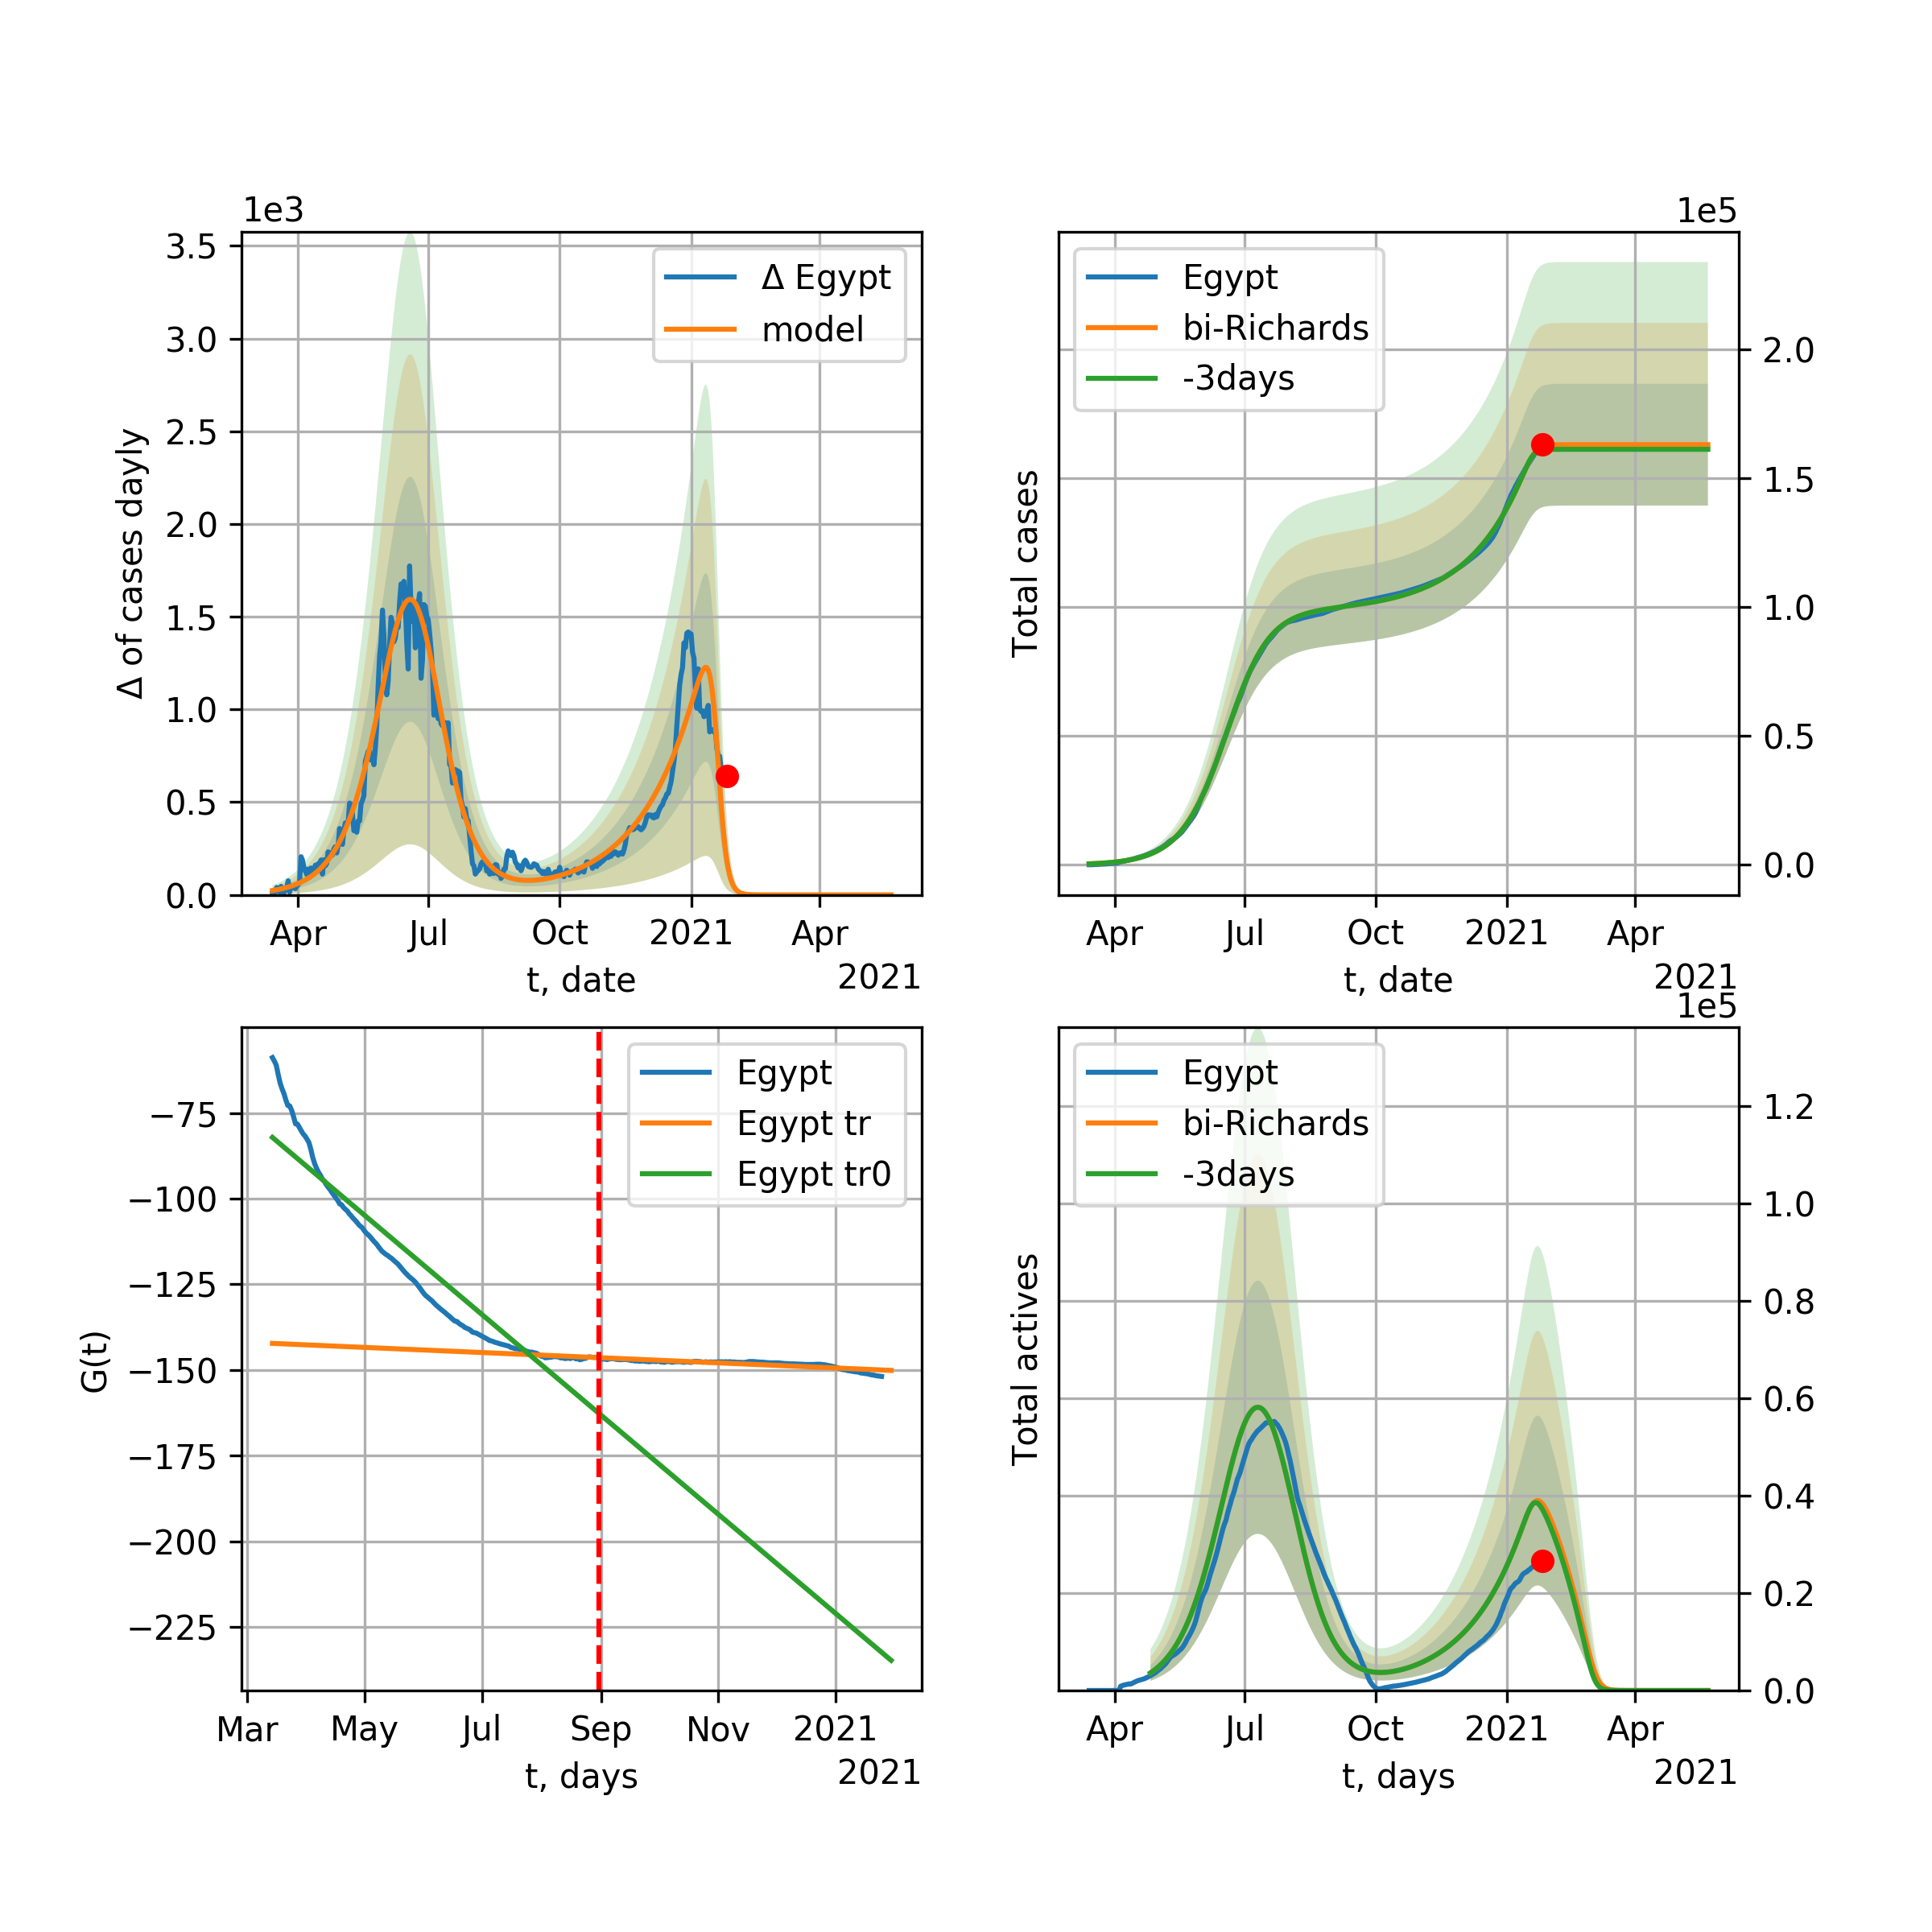 1e3
3.5
3.0
2.5
2.0
1.5
1.0
0.5
0.0
Δ of cases dayly
Δ Egypt
model
Apr Jul Oct 2021 Apr
t, date
2021
1e5
Egypt
bi-Richards
-3days
Total cases
2.0
1.5
1.0
0.5
0.0
Apr Jul Oct 2021 Apr
t, date
2021
−75
−100
−125
−150
−175
−200
−225
G(t)
Egypt
Egypt tr
Egypt tr0
Mar May Jul Sep Nov 2021
t, days
2021
1e5
Egypt
bi-Richards
-3days
Total actives
1.2
1.0
0.8
0.6
0.4
0.2
0.0
Apr Jul Oct 2021 Apr
t, days
2021